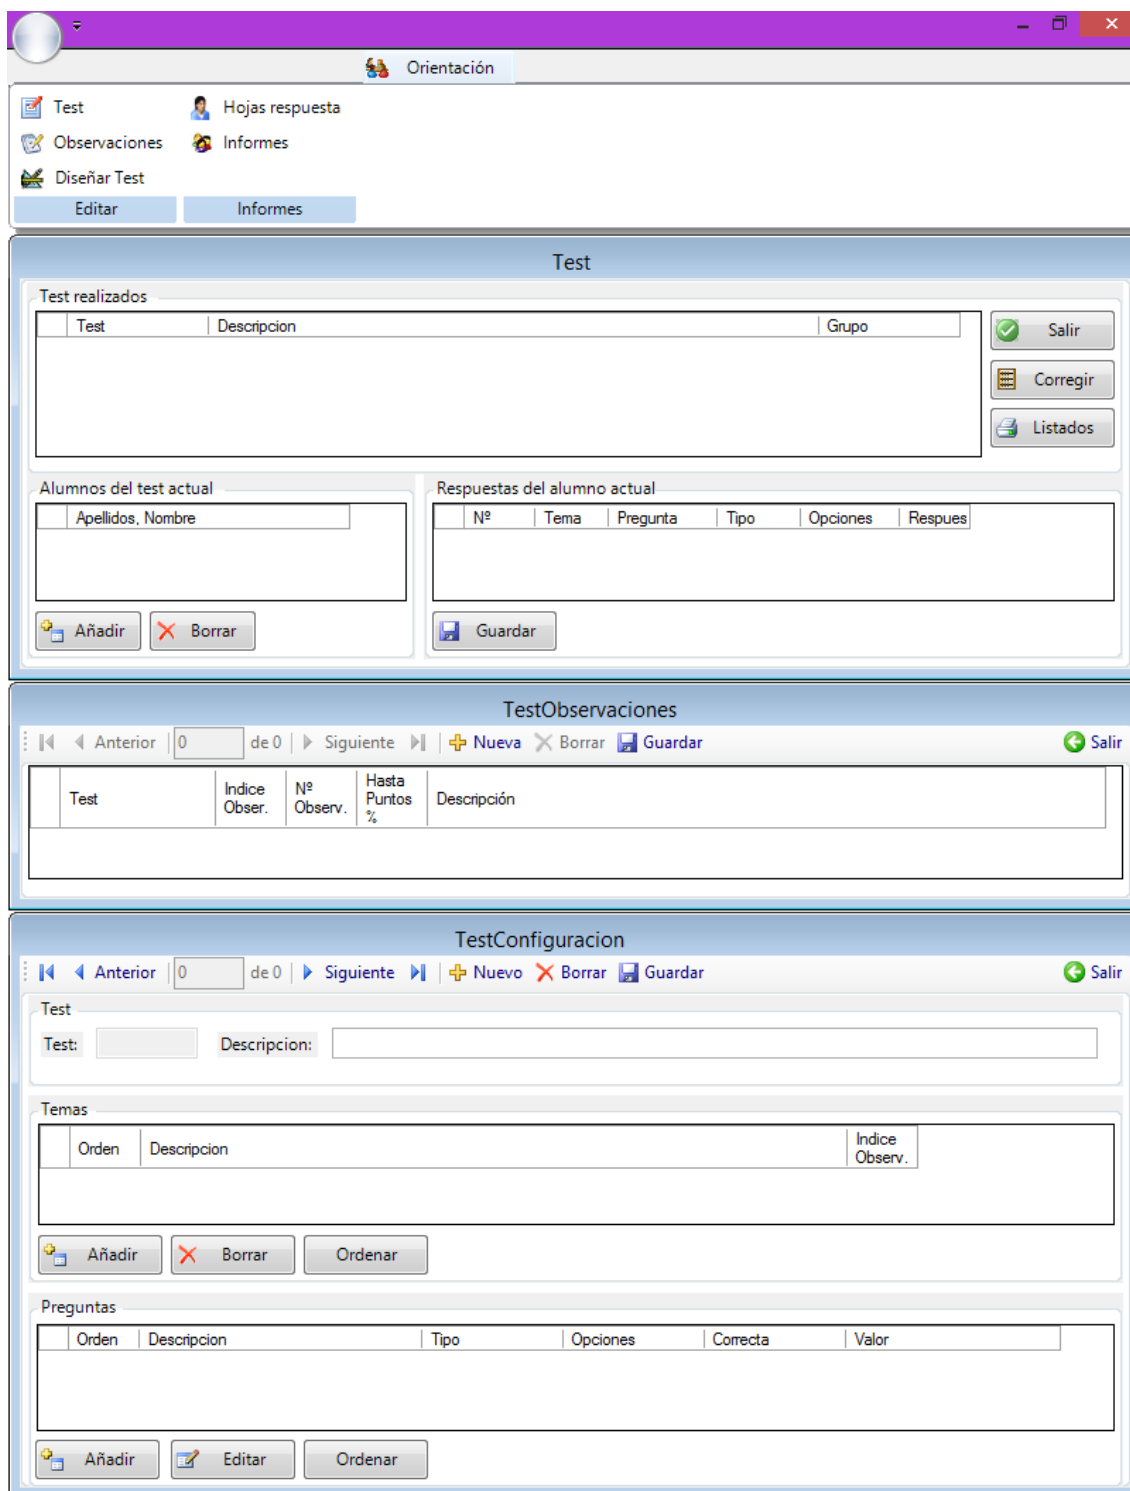 Orientación
Test Hojas respuesta
Observaciones Informes
Diseñar Test
Editar Informes
Test
Test realizados
Test Descripcion Grupo
Salir
Corregir
Listados
Alumnos del test actual
Apellidos, Nombre
Añadir Borrar
Respuestas del alumno actual
Nº Tema Pregunta Tipo Opciones Respues
Guardar
TestObservaciones
Anterior 0 de 0 Siguiente Nueva Borrar Guardar Salir
Test Indice Obser. Nº Observ. Hasta Puntos % Descripción
TestConfiguracion
Anterior 0 de 0 Siguiente Nuevo Borrar Guardar Salir
Test
Test: Descripcion:
Temas
Orden Descripcion Indice Observ.
Añadir Borrar Ordenar
Preguntas
Orden Descripcion Tipo Opciones Correcta Valor
Añadir Editar Ordenar